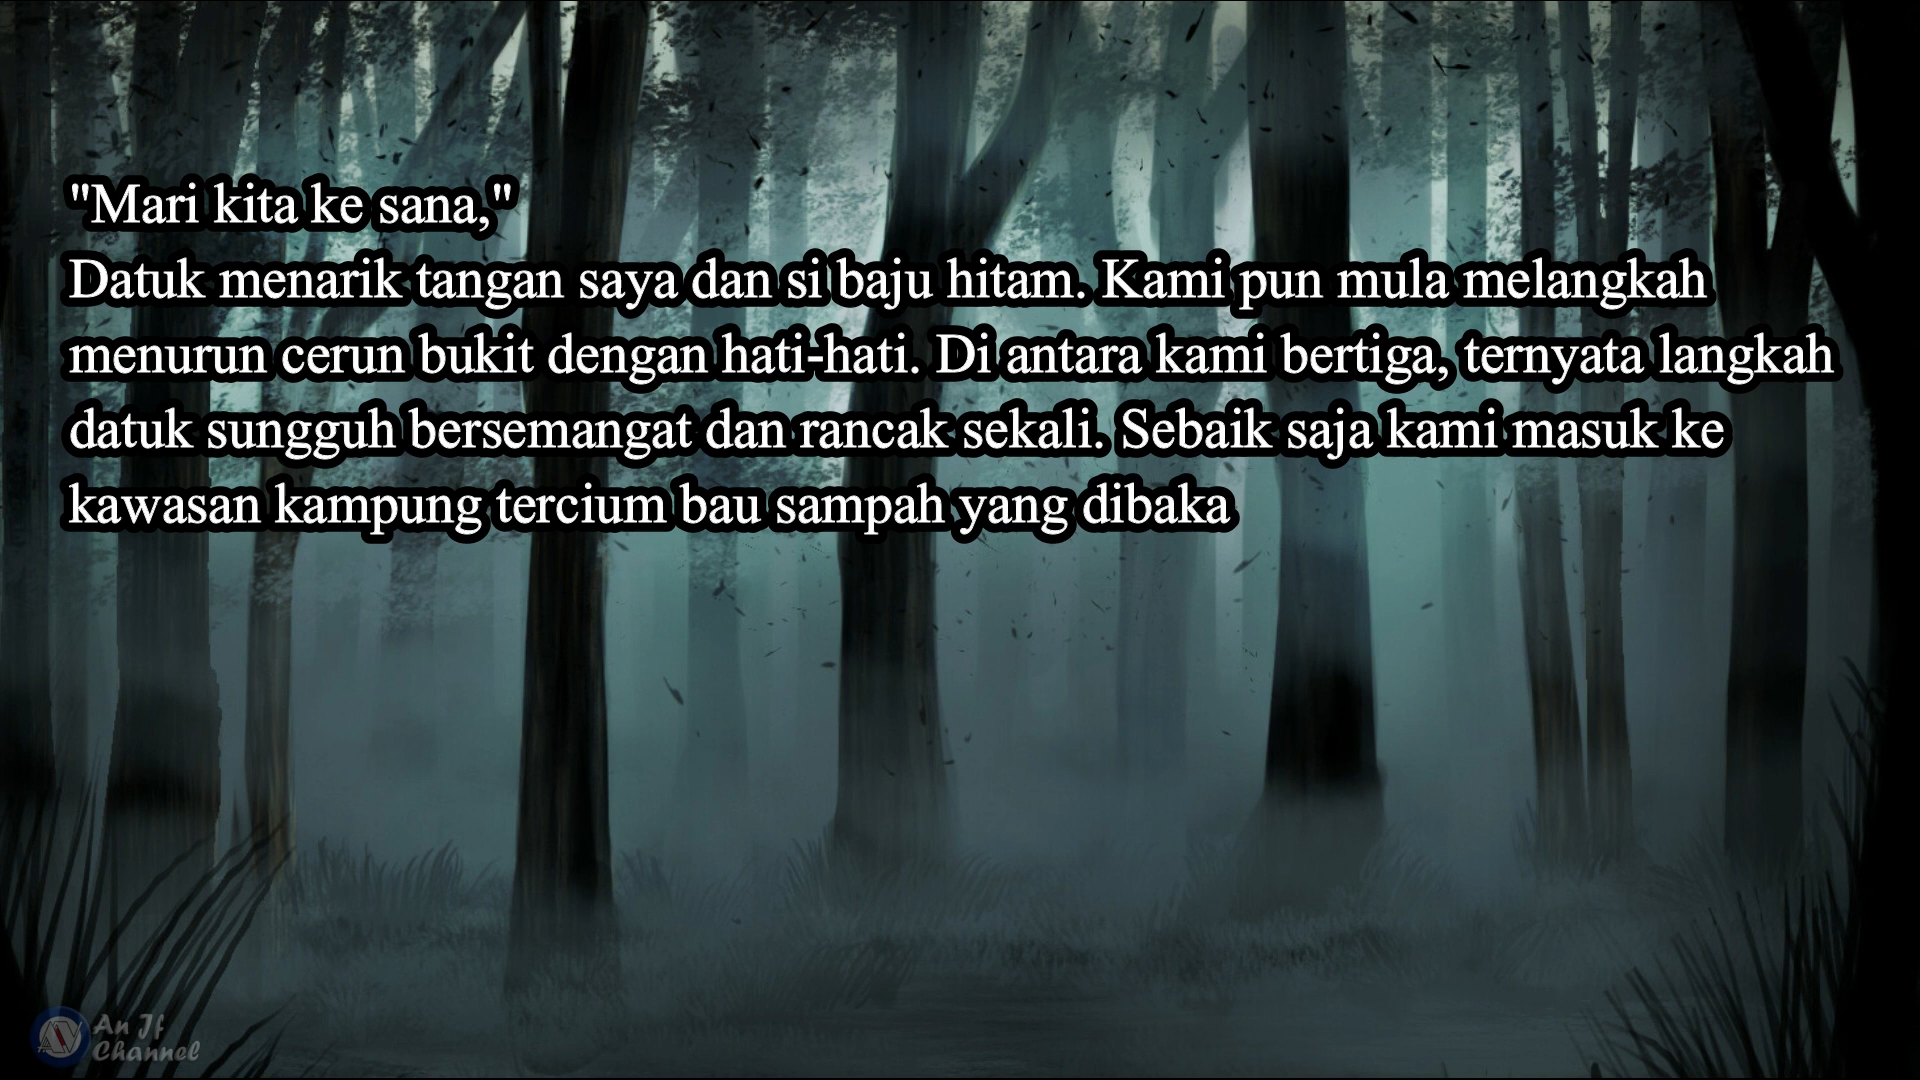 "Mari kita ke sana,"
Datuk menarik tangan saya dan si baju hitam. Kami pun mula melangkah
menurun cerun bukit dengan hati-hati. Di antara kami bertiga, ternyata langkah
datuk sungguh bersemangat dan rancak sekali. Sebaik saja kami masuk ke
kawasan kampung tercium bau sampah yang dibaka
An Jf
Channel